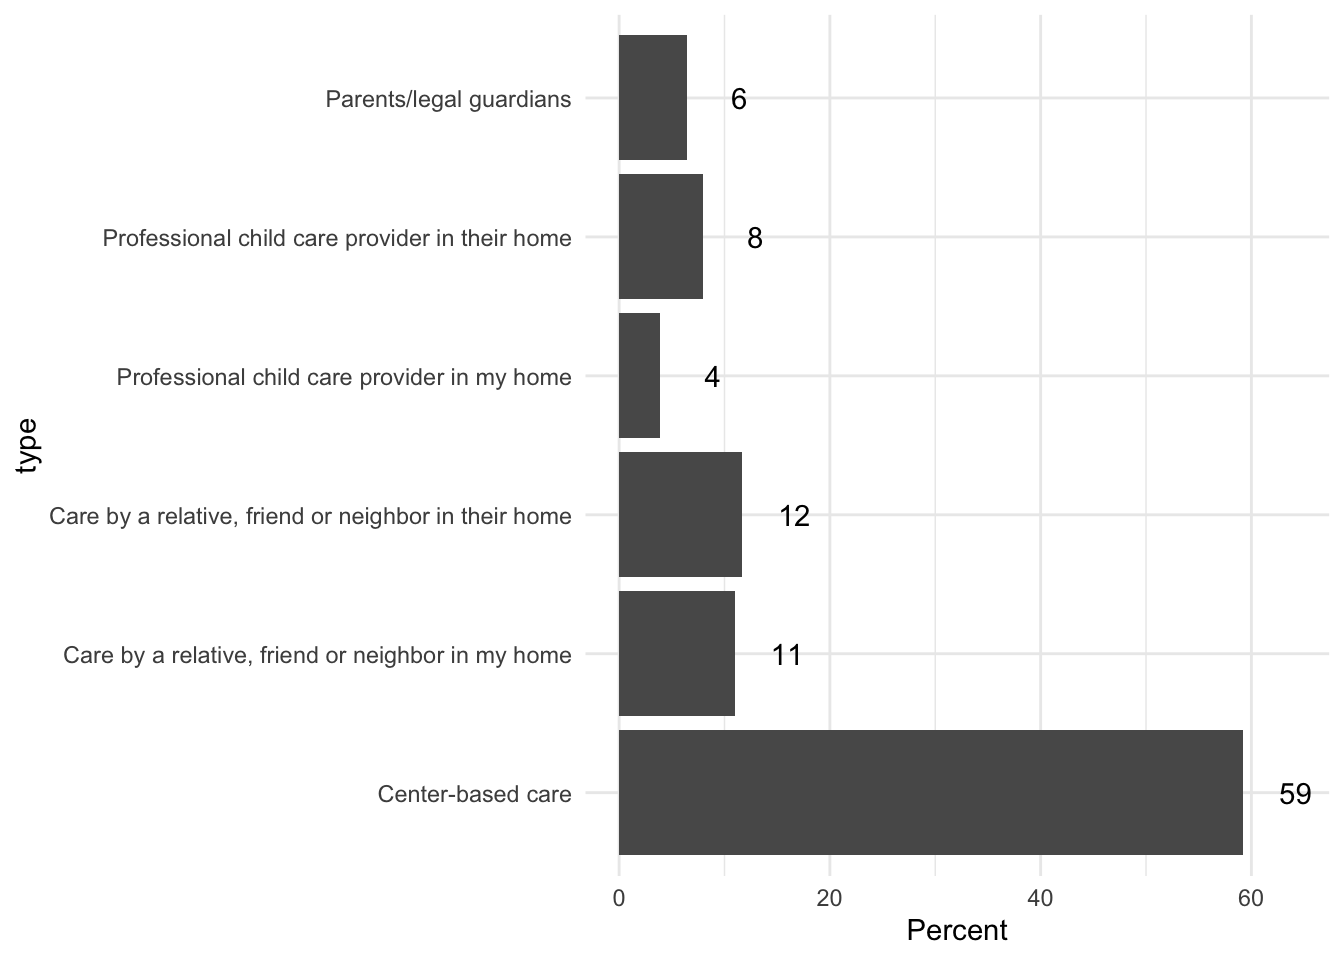 Parents/legal guardians
6
Professional child care provider in their home
8
Professional child care provider in my home
4
type
Care by a relative, friend or neighbor in their home
12
Care by a relative, friend or neighbor in my home
11
Center-based care
59
0 20 40 60
Percent